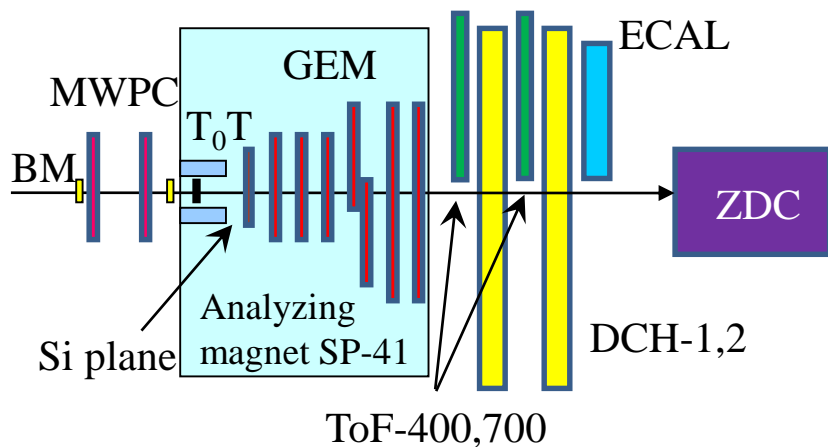 ECAL
GEM
MWPC
T₀T
BM
ZDC
Analyzing
magnet SP-41
Si plane
DCH-1,2
ToF-400,700